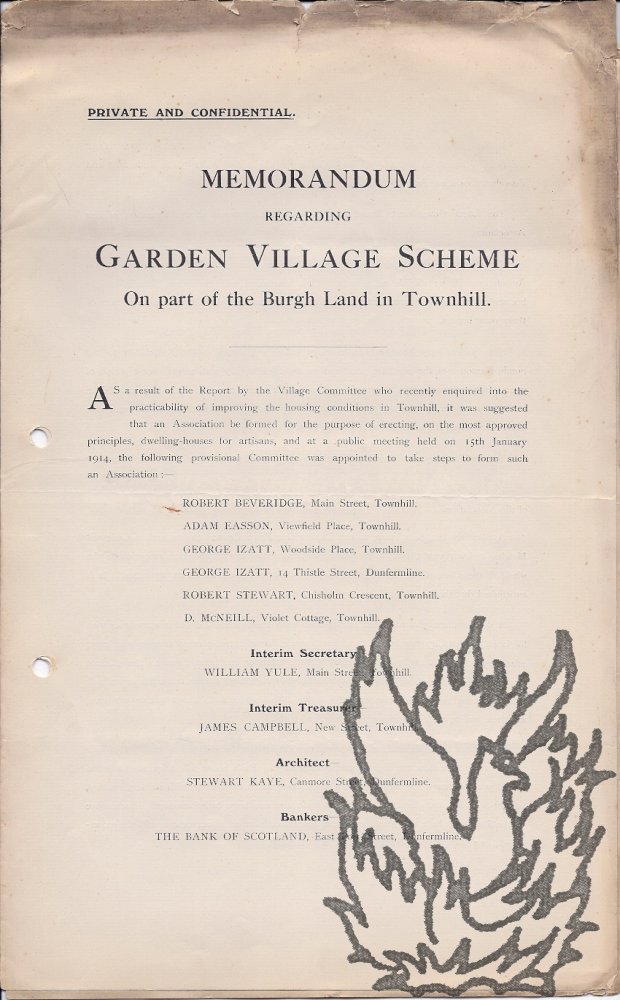 PRIVATE AND CONFIDENTIAL.
MEMORANDUM
REGARDING
GARDEN VILLAGE SCHEME
On part of the Burgh Land in Townhill.
AS a result of the Report by the Village Committee who recently enquired into the
practicability of improving the housing conditions in Townhill, it was suggested
that an Association be formed for the purpose of erecting, on the most approved
principles, dwelling-houses for artisans, and at a public meeting held on 15th January
1914, the following provisional Committee was appointed to take steps to form such
an Association :—
ROBERT BEVERIDGE, Main Street, Townhill.
ADAM EASSON, Viewfield Place, Townhill.
GEORGE IZATT, Woodside Place, Townhill.
GEORGE IZATT, 14 Thistle Street, Dunfermline.
ROBERT STEWART, Chisholm Crescent, Townhill.
D. McNEILL, Violet Cottage, Townhill.
Interim Secretary
WILLIAM YULE, Main Street, Townhill.
Interim Treasurer
JAMES CAMPBELL, New Street, Townhill.
Architect—
STEWART KAYE, Canmore Street, Dunfermline.
Bankers—
THE BANK OF SCOTLAND, East Street, Dunfermline.